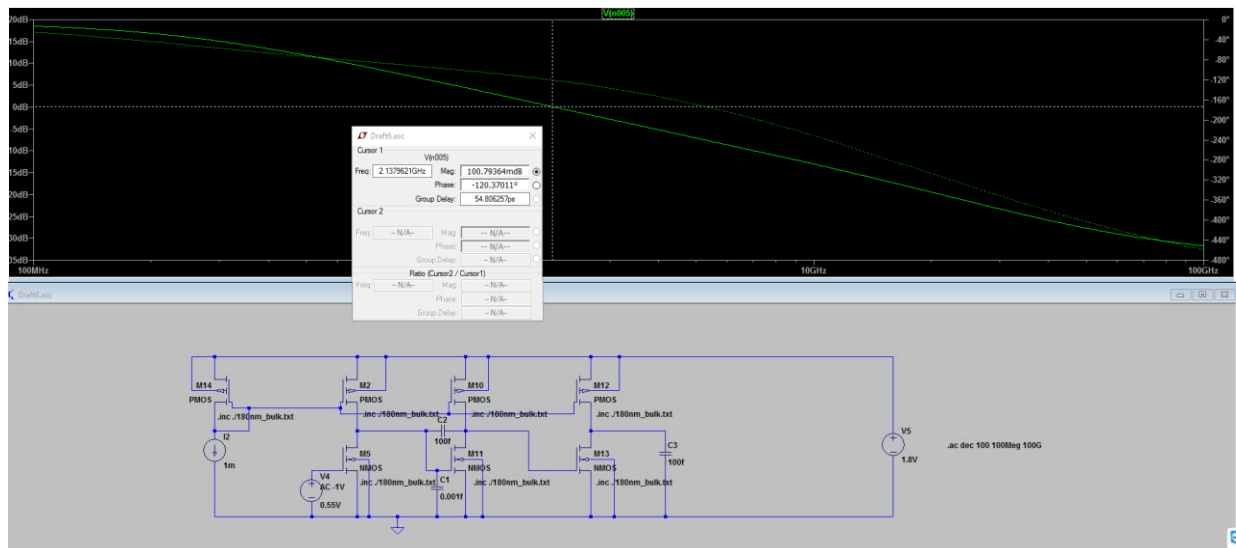 V(n005)
20dB
0°
15dB
-40°
10dB
-80°
5dB
-120°
0dB
-160°
-5dB
-200°
-10dB
-240°
-15dB
-280°
-20dB
-320°
-25dB
-360°
-30dB
-400°
-440°
-35dB
-480°
100MHz
10GHz
100GHz
Draft6.asc
Cursor 1
V(n005)
Freq: 2.1379621GHz Mag: 100.79364mdB
Phase: -120.37011°
Group Delay: 54.806257ps
Cursor 2
Freq: -- N/A-- Mag: -- N/A--
Phase: -- N/A--
Group Delay: -- N/A--
Ratio (Cursor2 / Cursor1)
Freq: -- N/A-- Mag: -- N/A--
Phase: -- N/A--
Group Delay: -- N/A--
Draft6.asc
M14
PMOS
.inc ./180nm_bulk.txt
M2
PMOS
.inc ./180nm_bulk.txt
M10
PMOS
.inc ./180nm_bulk.txt
M12
PMOS
.inc ./180nm_bulk.txt
I2
1m
C2
100f
V4
AC -1V
0.55V
M5
NMOS
.inc ./180nm_bulk.txt
C1
0.001f
M11
NMOS
.inc ./180nm_bulk.txt
M13
NMOS
.inc ./180nm_bulk.txt
C3
100f
V5
1.8V
.ac dec 100 100Meg 100G